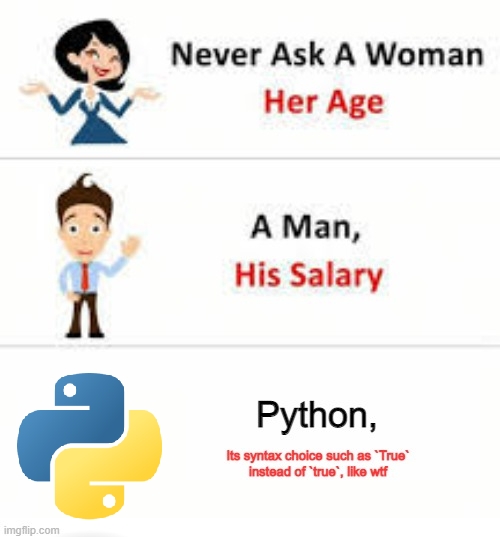 Never Ask A Woman
Her Age
A Man,
His Salary
Python,
Its syntax choice such as `True`
instead of `true`, like wtf
imgflip.com